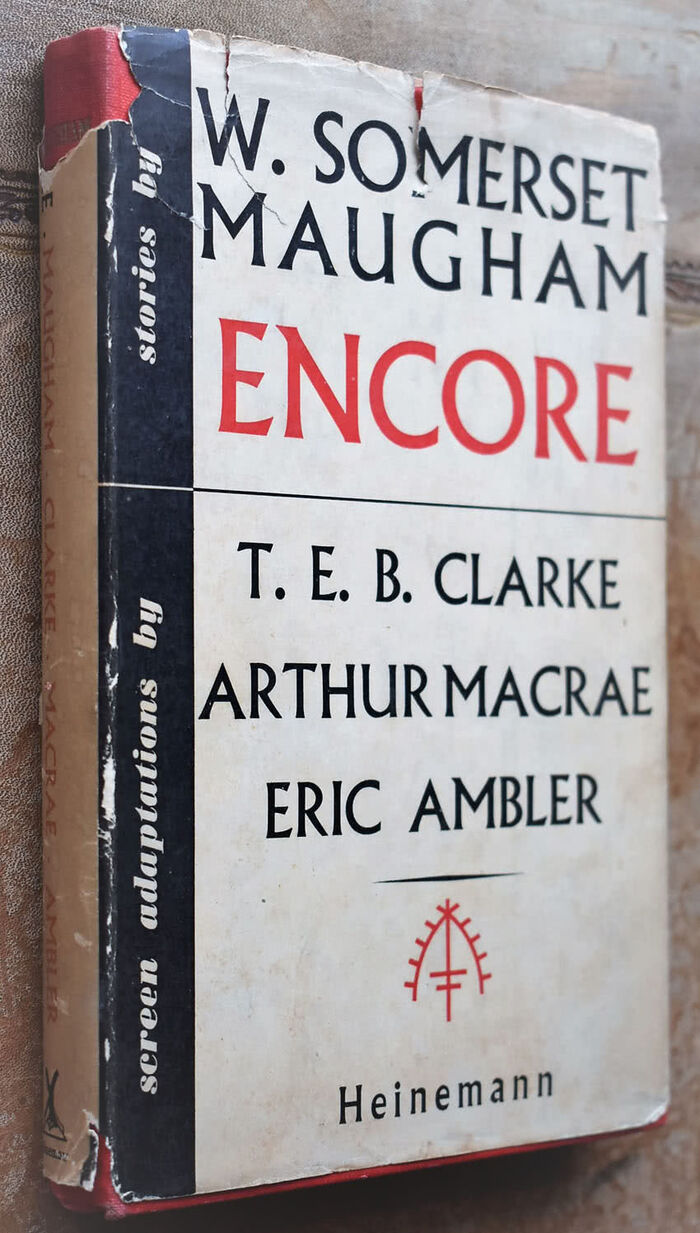 stories by
W. SOMERSET
MAUGHAM
ENCORE
screen adaptations by
T. E. B. CLARKE
ARTHUR MACRAE
ERIC AMBLER
Heinemann
MAUGHAM CLARKE · MACRAE · AMBLER